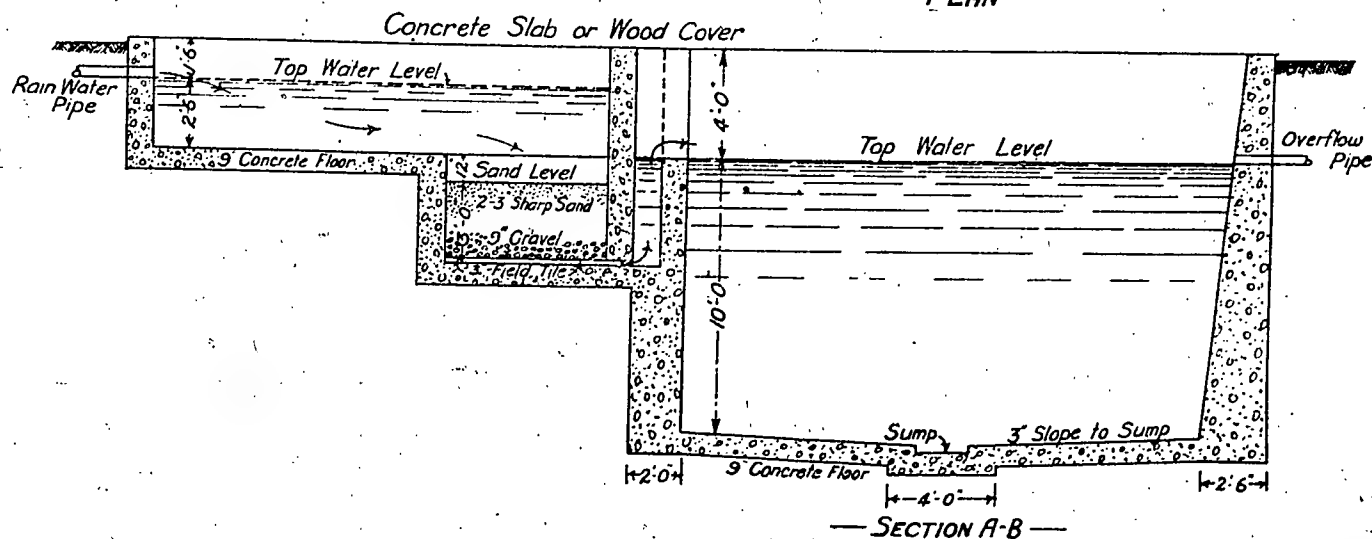 PLAN
Concrete Slab or Wood Cover
1'6"
Top Water Level
Rain Water
Pipe
2'6"
4'-0"
Top Water Level
Overflow
Pipe
9" Concrete Floor
12"
Sand Level
2-3 Sharp Sand
9" Gravel
3'-0"
Field Tile
10'-0"
Sump
3" Slope to Sump
9" Concrete Floor
2'-0"
4'-0"
2'-6"
— SECTION A-B —